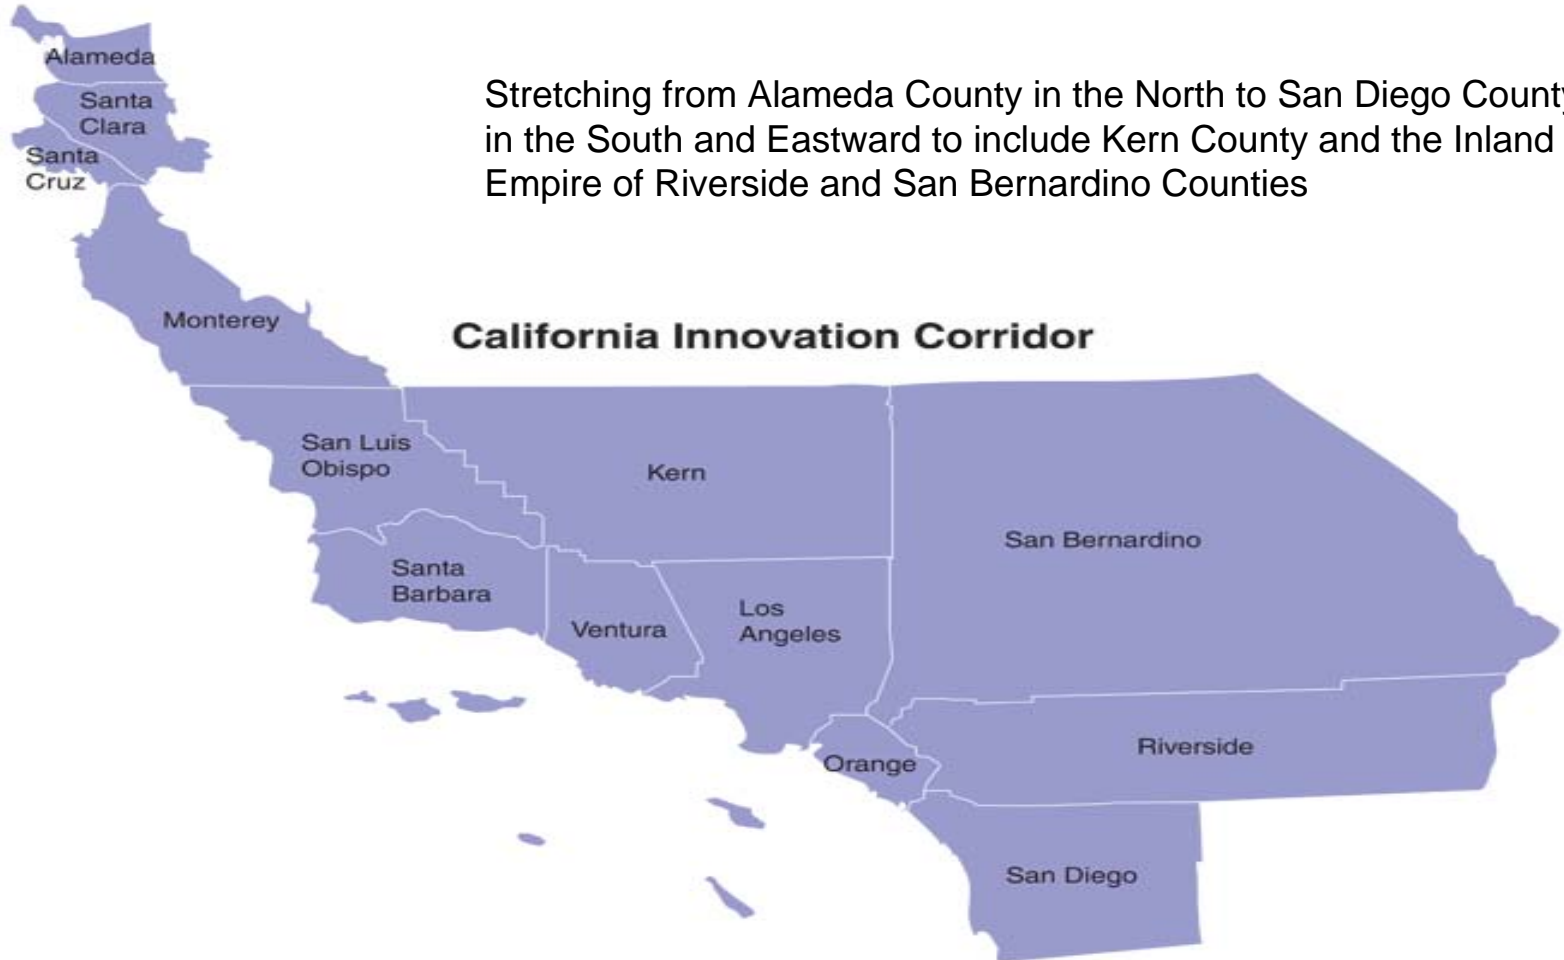 Alameda
Santa
Clara
Santa
Cruz
Stretching from Alameda County in the North to San Diego County
in the South and Eastward to include Kern County and the Inland
Empire of Riverside and San Bernardino Counties
Monterey
California Innovation Corridor
San Luis
Obispo
Kern
San Bernardino
Santa
Barbara
Ventura
Los
Angeles
Orange
Riverside
San Diego